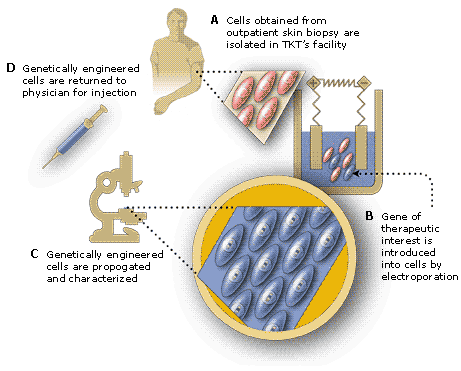 A Cells obtained from
outpatient skin biopsy are
isolated in TKT's facility
D Genetically engineered
cells are returned to
physician for injection
B Gene of
therapeutic
interest is
introduced
into cells by
electroporation
C Genetically engineered
cells are propogated
and characterized